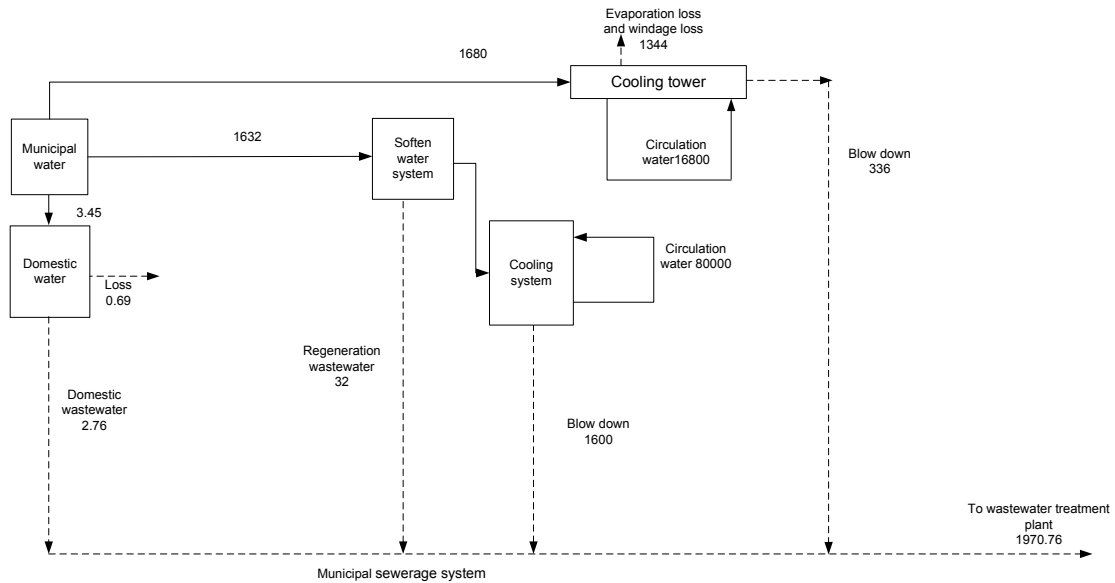 Evaporation loss
and windage loss
1344
1680
Cooling tower
Municipal
water
1632
Soften
water
system
Circulation
water16800
Blow down
336
3.45
Domestic
water
Loss
0.69
Cooling
system
Circulation
water 80000
Regeneration
wastewater
32
Domestic
wastewater
2.76
Blow down
1600
To wastewater treatment
plant
1970.76
Municipal sewerage system